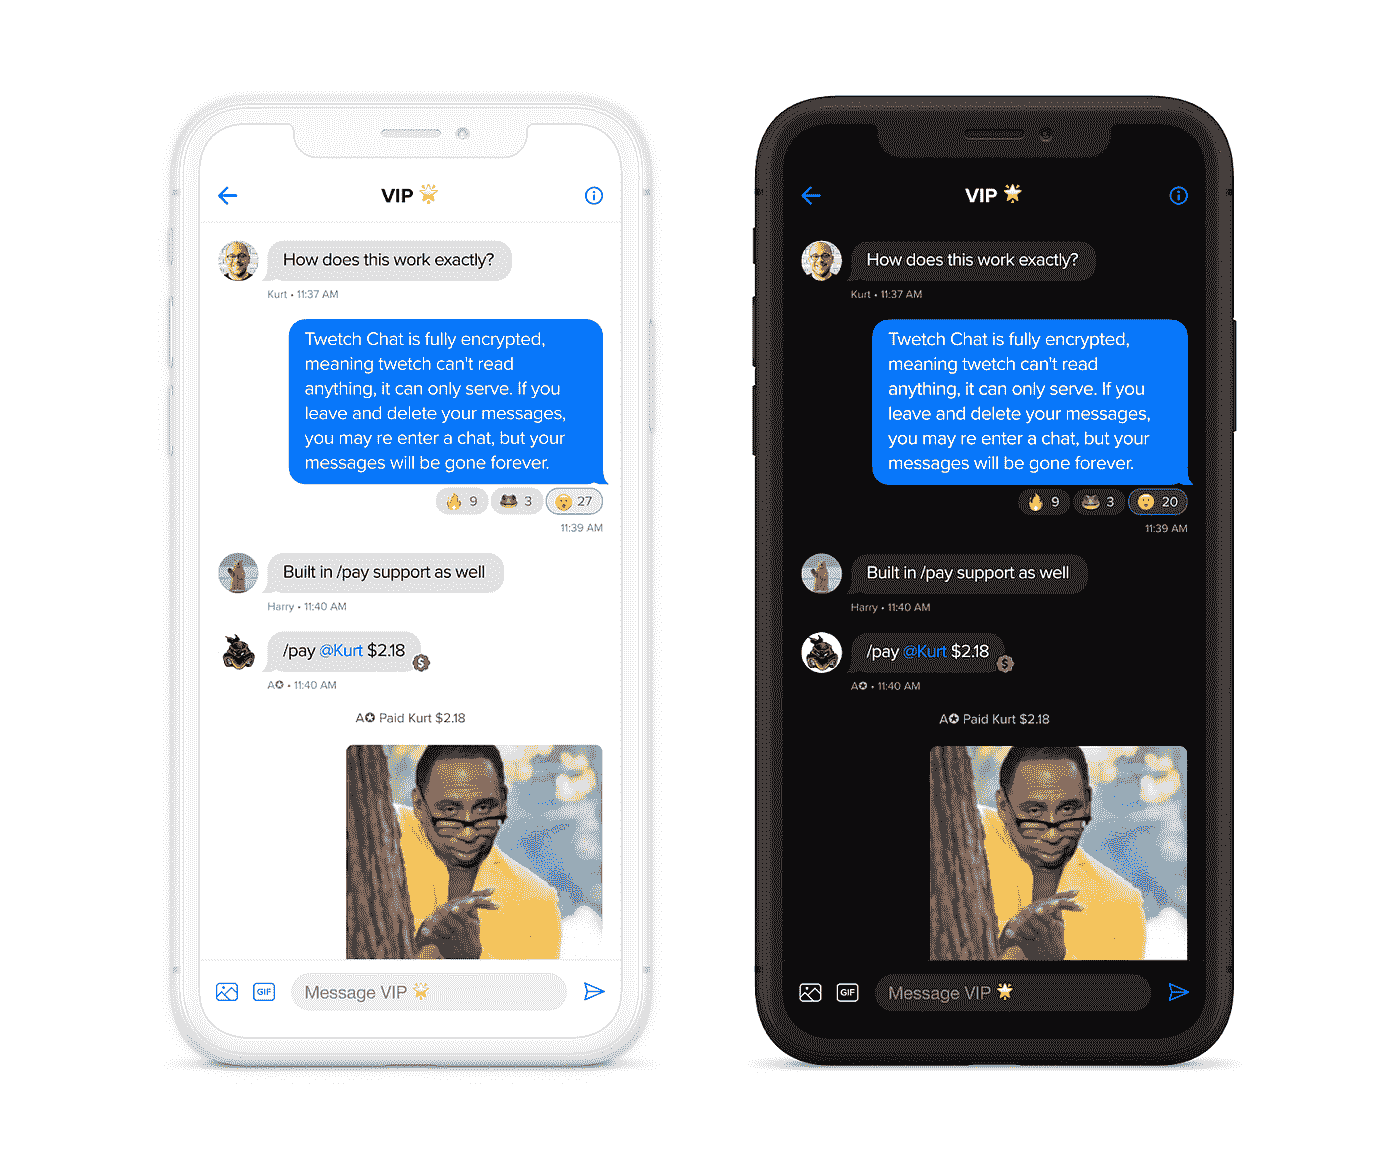 VIP 🌟
How does this work exactly?
Kurt • 11:37 AM
Twetch Chat is fully encrypted,
meaning twetch can't read
anything, it can only serve. If you
leave and delete your messages,
you may re enter a chat, but your
messages will be gone forever.
🔥 9 🎩 3 😲 27
11:39 AM
Built in /pay support as well
Harry • 11:40 AM
/pay @Kurt $2.18
$
A✪ • 11:40 AM
A✪ Paid Kurt $2.18
GIF
Message VIP 🌟
VIP 🌟
How does this work exactly?
Kurt • 11:37 AM
Twetch Chat is fully encrypted,
meaning twetch can't read
anything, it can only serve. If you
leave and delete your messages,
you may re enter a chat, but your
messages will be gone forever.
🔥 9 🎩 3 😲 20
11:39 AM
Built in /pay support as well
Harry • 11:40 AM
/pay @Kurt $2.18
$
A✪ • 11:40 AM
A✪ Paid Kurt $2.18
GIF
Message VIP 🌟